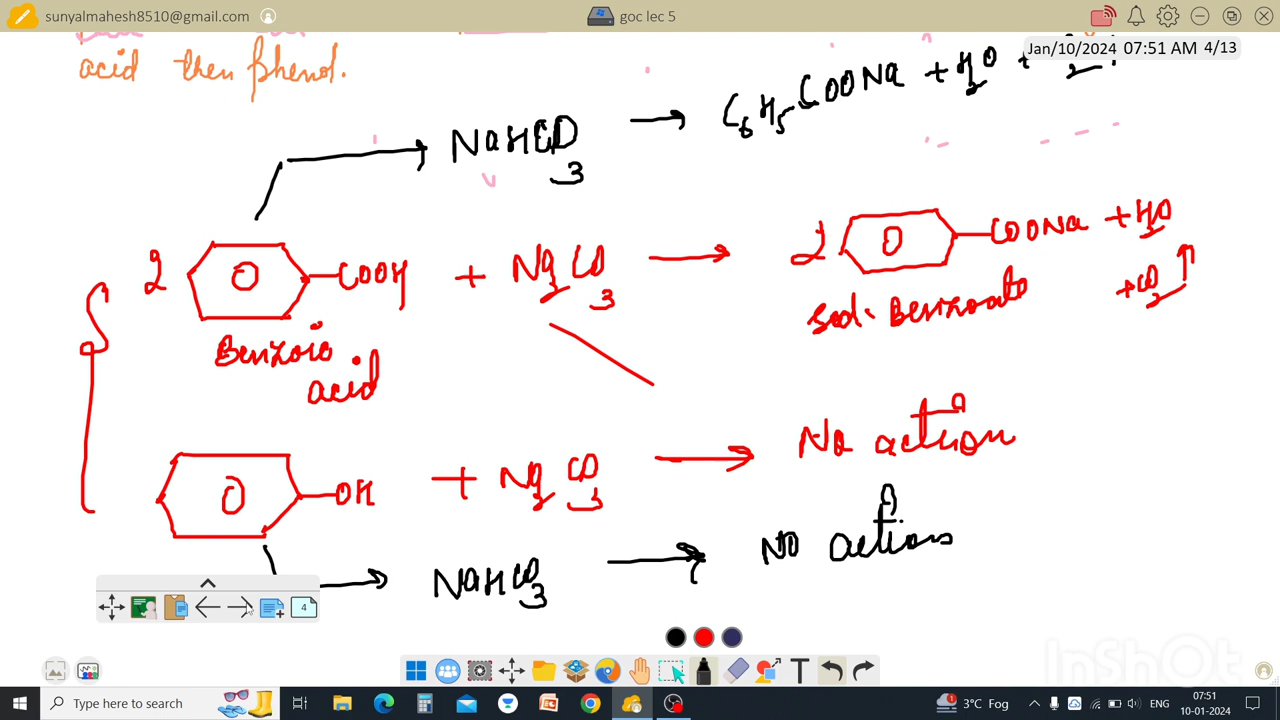 sunyalmahesh8510@gmail.com
goc lec 5
Jan/10/2024 07:51 AM 4/13
acid then phenol.
NaHCO3 → C6H5COONa + H2O +
2 COOH + Na2CO3 → 2 COONa + H2O
+CO2↑
Benzoic acid
Sod. Benzoate
OH + Na2CO3 → No action
NaHCO3 → No action
4
InShOt
Type here to search
3°C Fog
ENG
07:51
10-01-2024